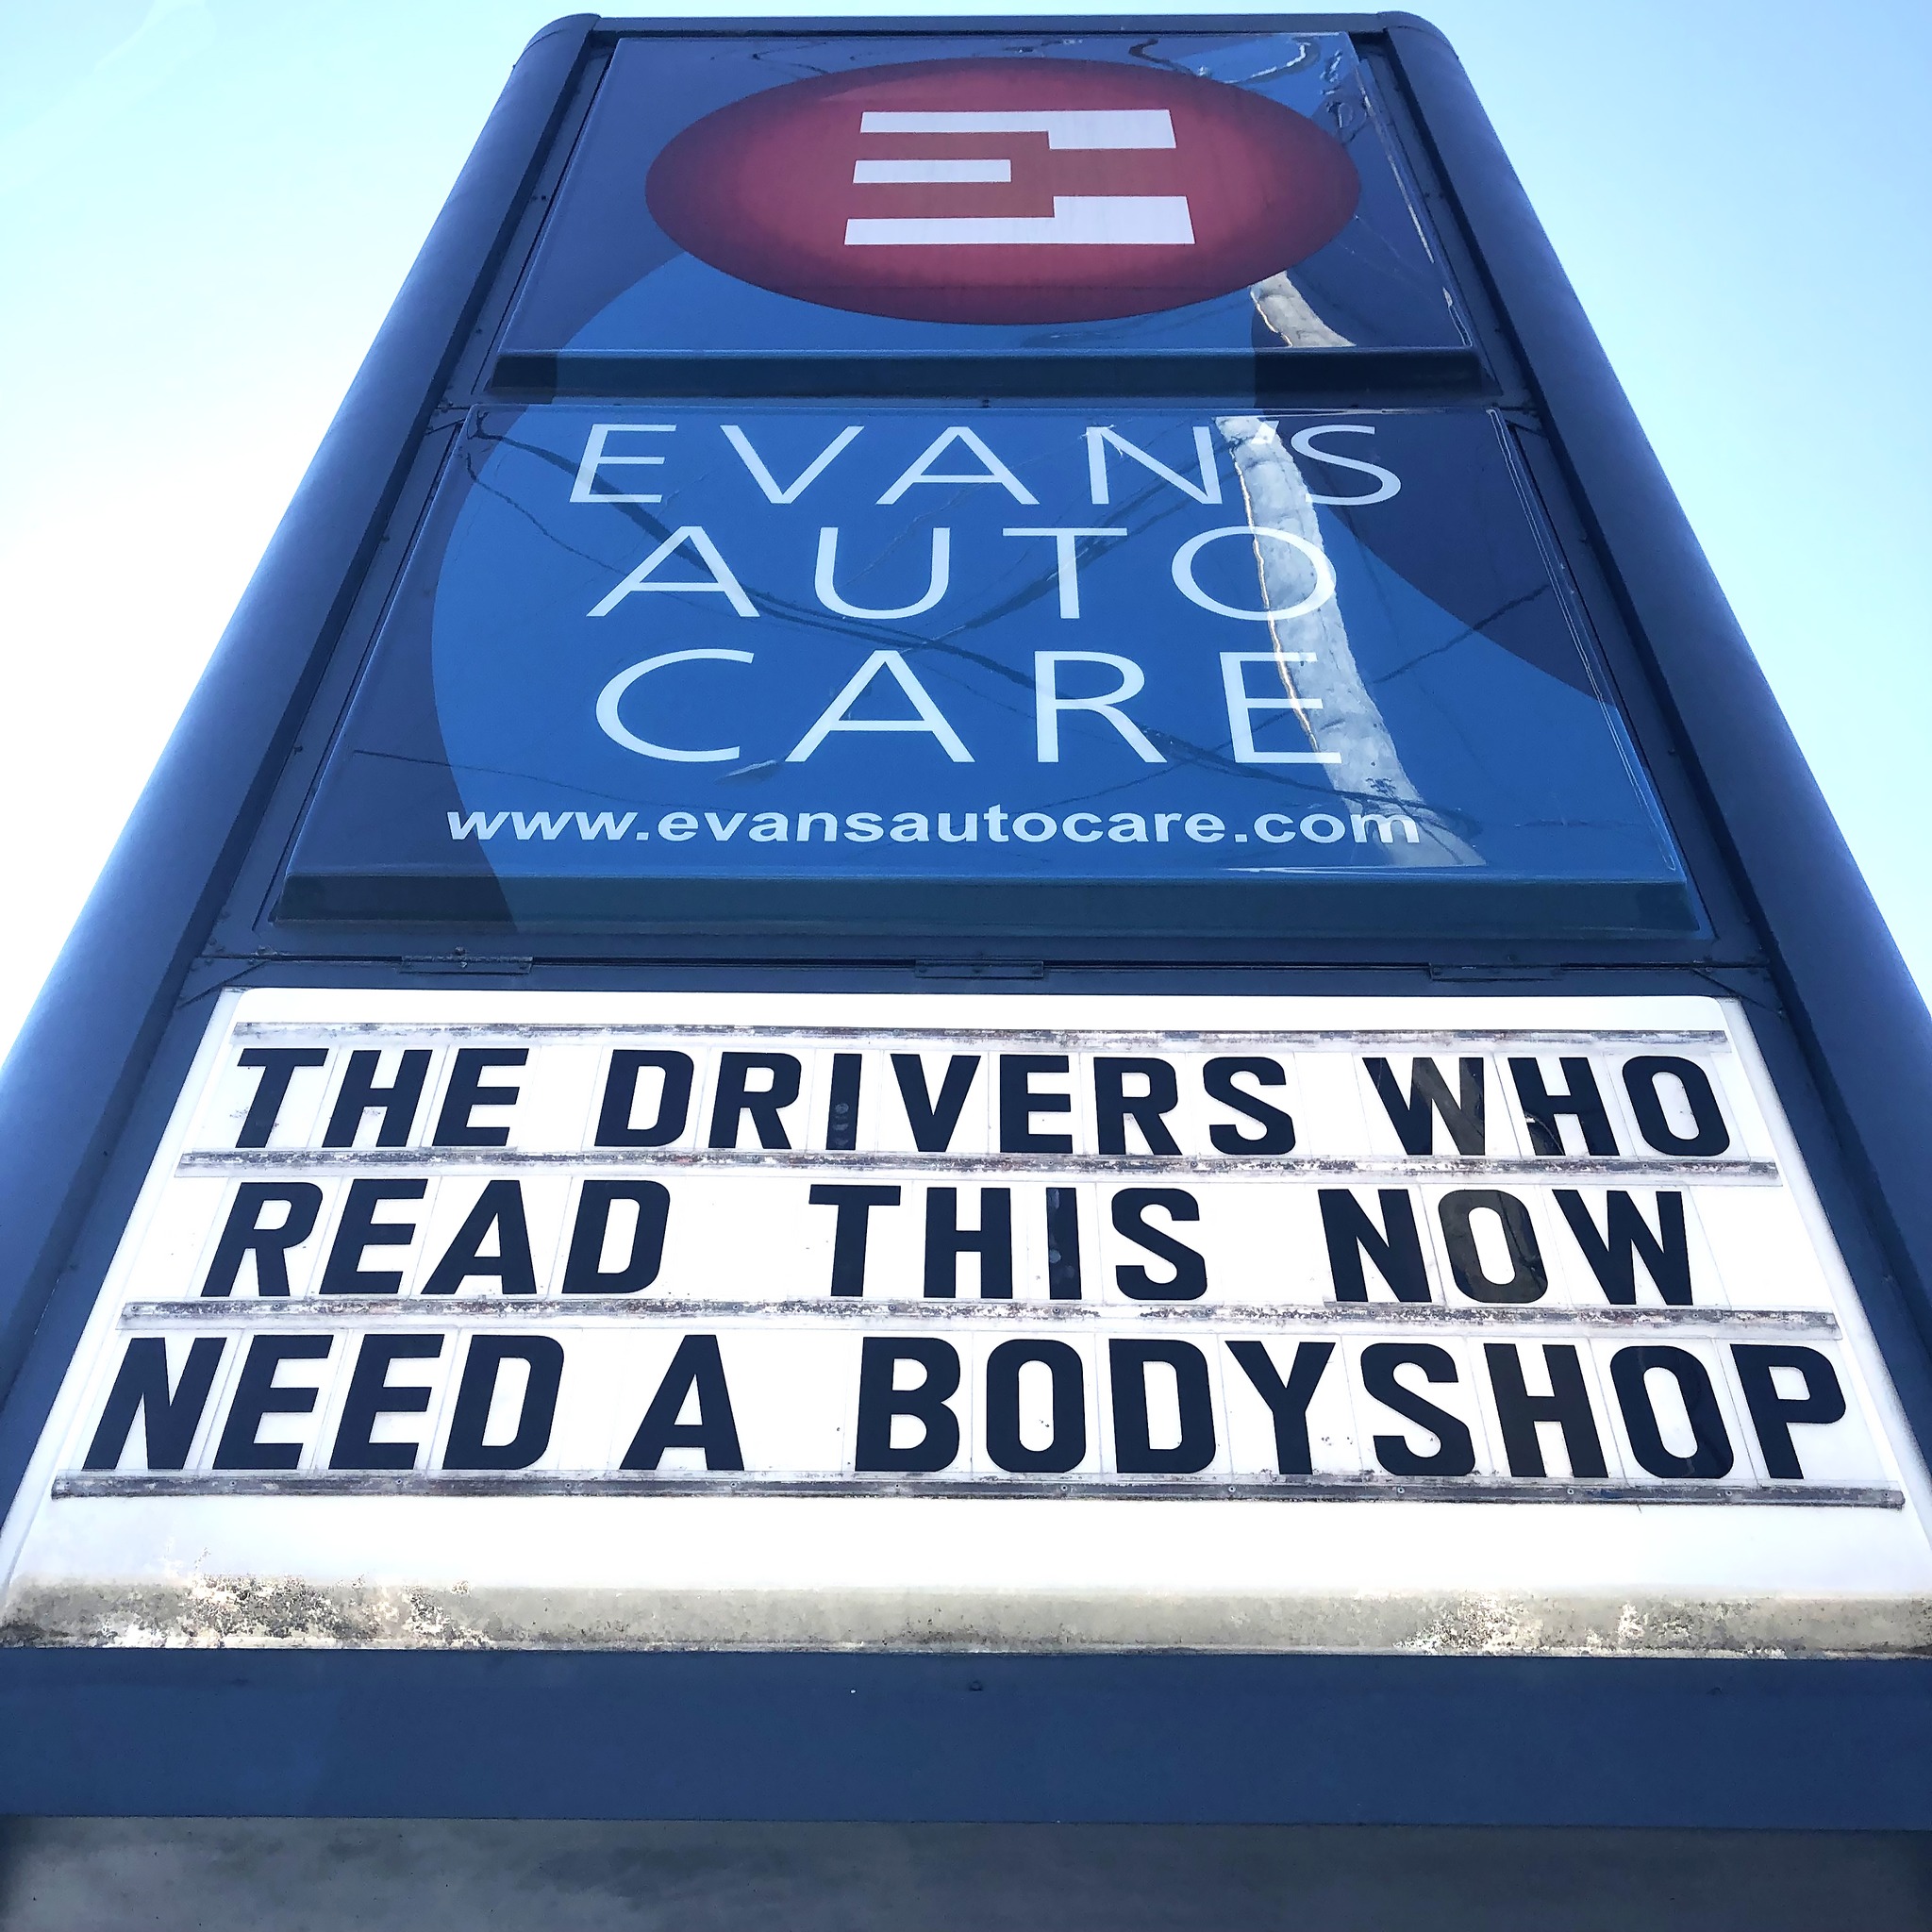 E
EVAN'S
AUTO
CARE
www.evansautocare.com
THE DRIVERS WHO
READ THIS NOW
NEED A BODYSHOP